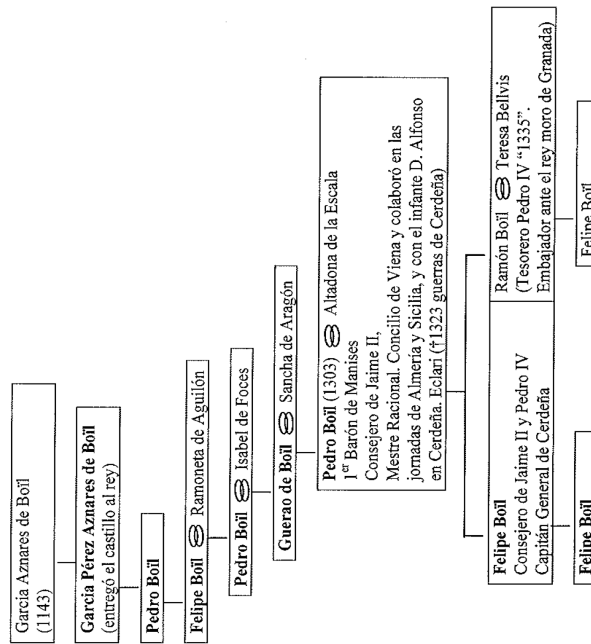 García Aznares de Boïl
(1143)
García Pérez Aznares de Boïl
(entregó el castillo al rey)
Pedro Boïl
Felipe Boïl Ramoneta de Aguilón
Pedro Boïl Isabel de Foces
Guerao de Boïl Sancha de Aragón
Pedro Boïl (1303) Altadona de la Escala
1er Barón de Manises
Consejero de Jaime II,
Mestre Racional. Concilio de Viena y colaboró en las
jornadas de Almería y Sicilia, y con el infante D. Alfonso
en Cerdeña. Eclari (†1323 guerras de Cerdeña)
Felipe Boïl
Consejero de Jaime II y Pedro IV
Capitán General de Cerdeña
Ramón Boïl Teresa Bellvis
(Tesorero Pedro IV “1335”.
Embajador ante el rey moro de Granada)
Felipe Boïl
Felipe Boïl